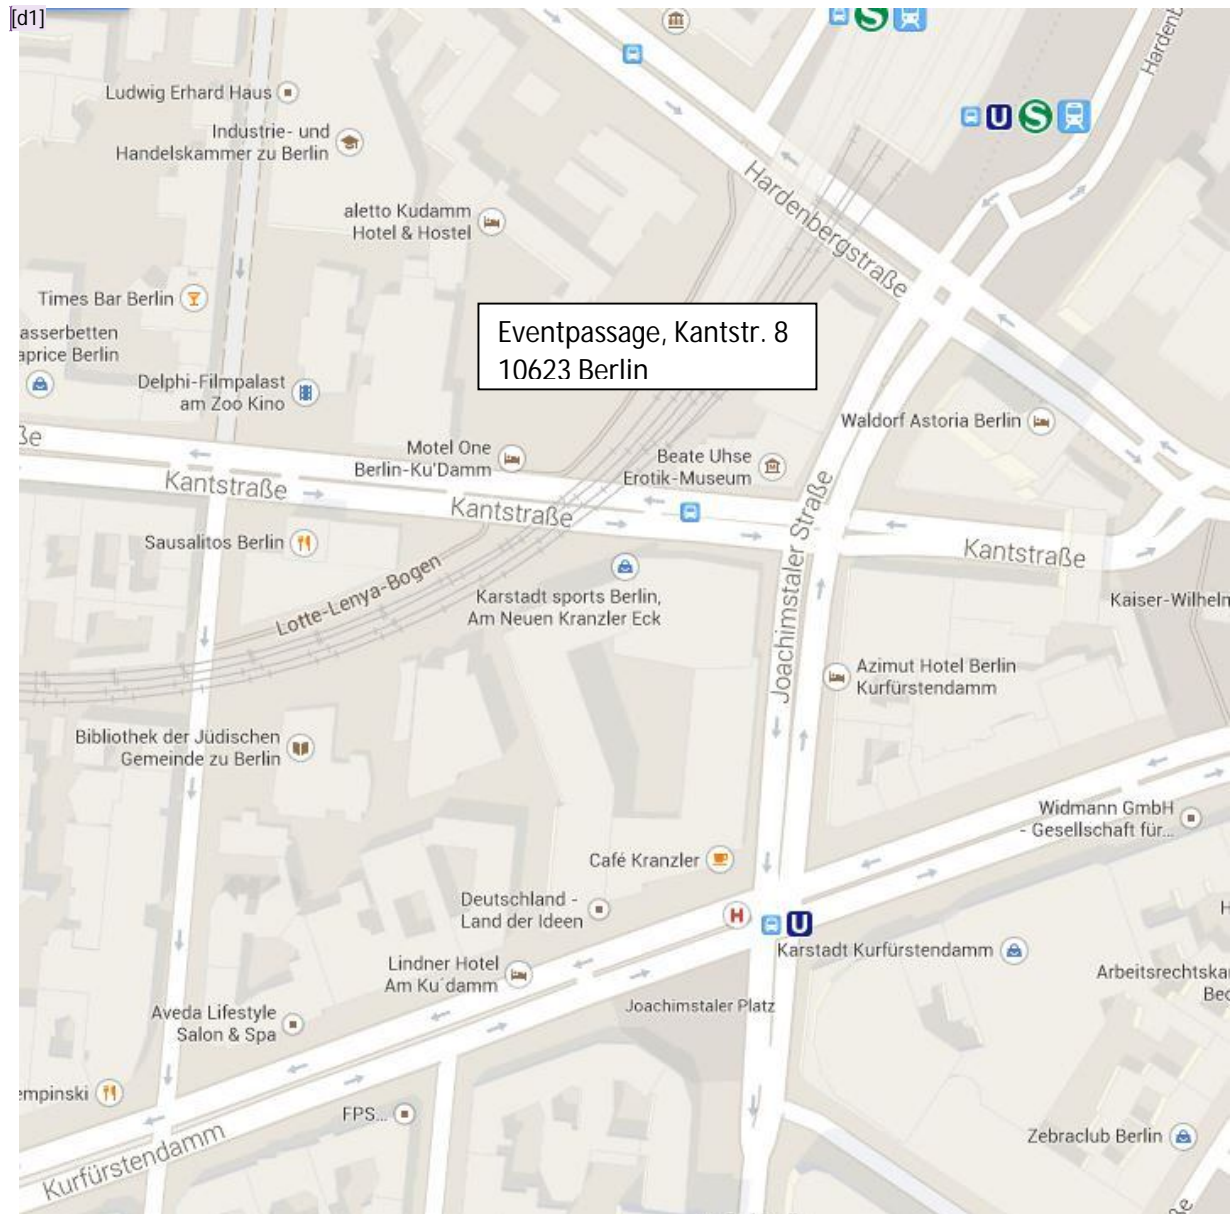 [d1]
Hardenb
Ludwig Erhard Haus
U S
Industrie- und
Handelskammer zu Berlin
Hardenbergstraße
aletto Kudamm
Hotel & Hostel
Times Bar Berlin
Eventpassage, Kantstr. 8
10623 Berlin
asserbetten
aprice Berlin
Delphi-Filmpalast
am Zoo Kino
Waldorf Astoria Berlin
ße
Motel One
Berlin-Ku'Damm
Beate Uhse
Erotik-Museum
Kantstraße
Kantstraße
Kantstraße
Joachimstaler Straße
Sausalitos Berlin
Lotte-Lenya-Bogen
Karstadt sports Berlin,
Am Neuen Kranzler Eck
Kaiser-Wilheln
Azimut Hotel Berlin
Kurfürstendamm
Bibliothek der Jüdischen
Gemeinde zu Berlin
Widmann GmbH
- Gesellschaft für...
Café Kranzler
Deutschland -
Land der Ideen
H
U
Karstadt Kurfürstendamm
Lindner Hotel
Am Ku´damm
Arbeitsrechtska
Bec
Joachimstaler Platz
Aveda Lifestyle
Salon & Spa
empinski
FPS...
Zebraclub Berlin
Kurfürstendamm
ße